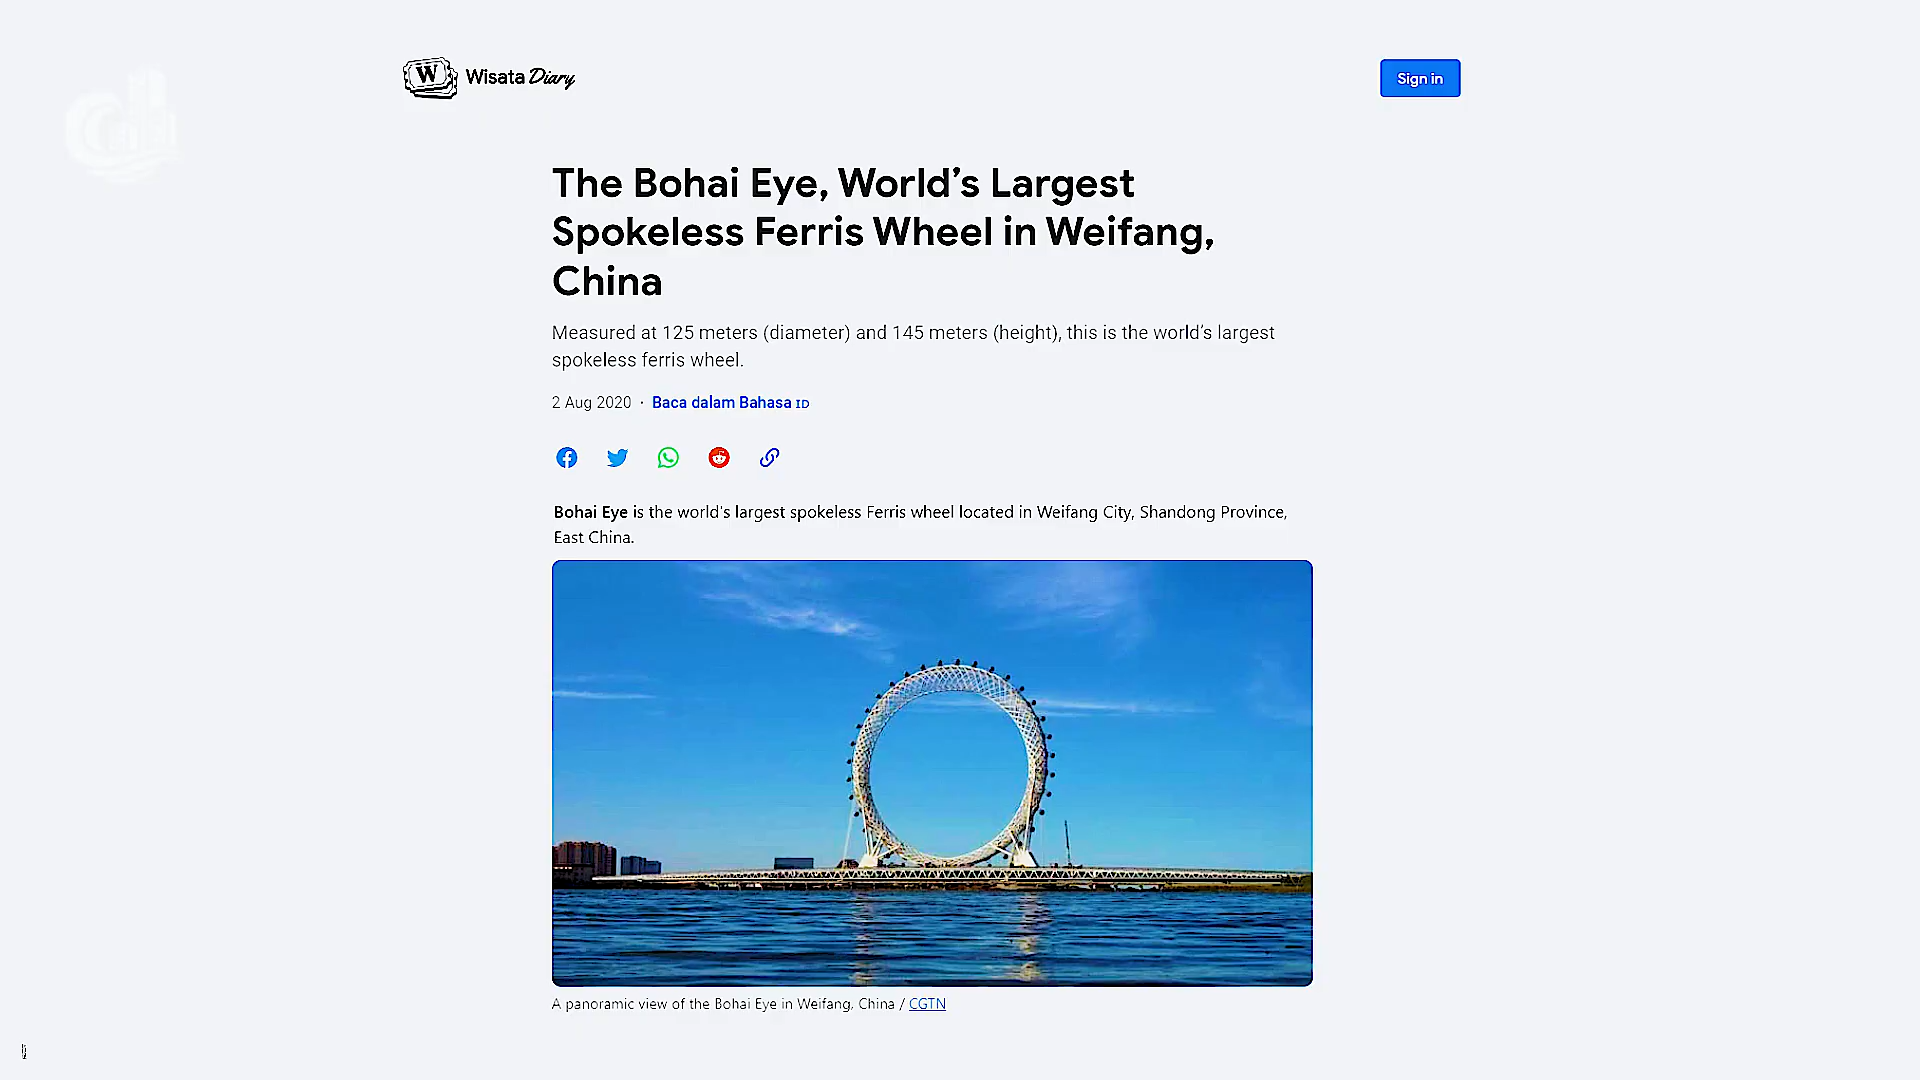 W Wisata Diary
Sign in
The Bohai Eye, World’s Largest
Spokeless Ferris Wheel in Weifang,
China
Measured at 125 meters (diameter) and 145 meters (height), this is the world’s largest
spokeless ferris wheel.
2 Aug 2020 · Baca dalam Bahasa ID
Bohai Eye is the world's largest spokeless Ferris wheel located in Weifang City, Shandong Province,
East China.
A panoramic view of the Bohai Eye in Weifang, China / CGTN